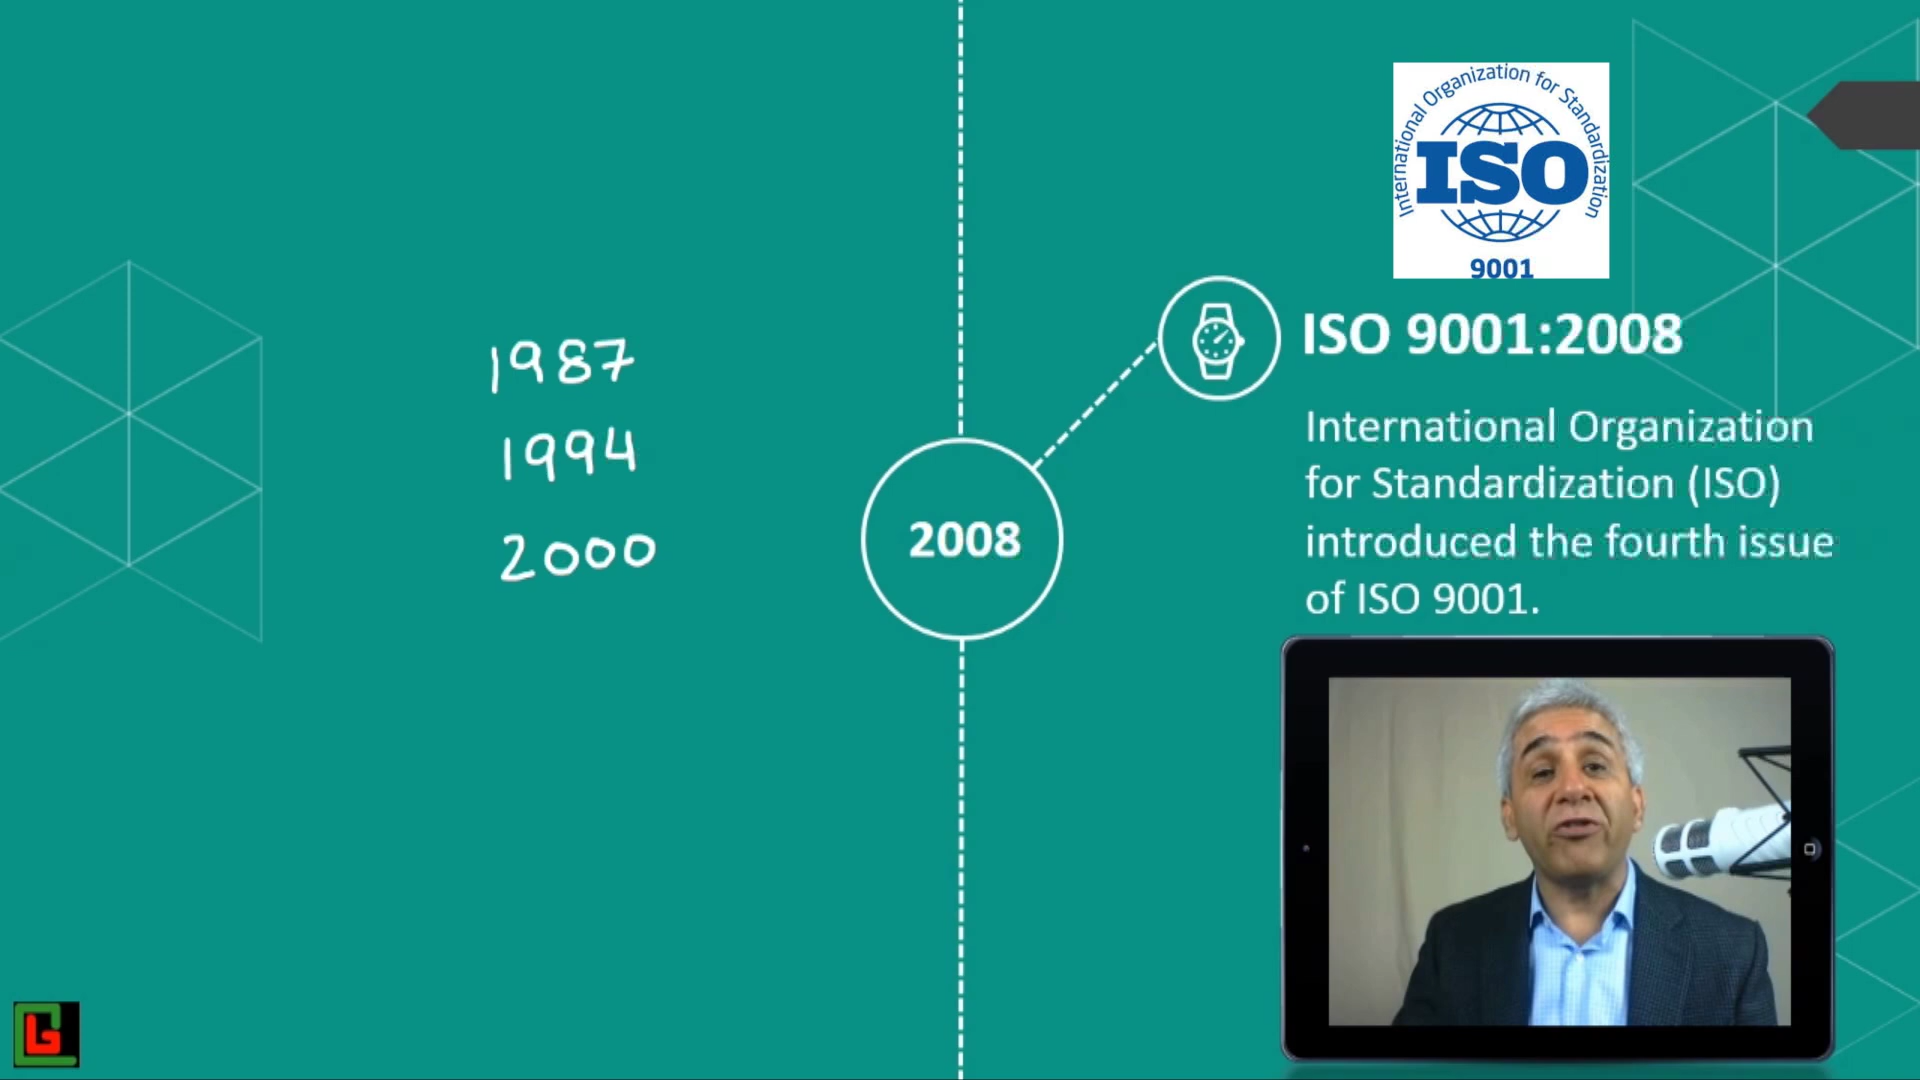 International Organization for Standardization
ISO
9001
ISO 9001:2008
1987
1994
2000
2008
International Organization
for Standardization (ISO)
introduced the fourth issue
of ISO 9001.
LG